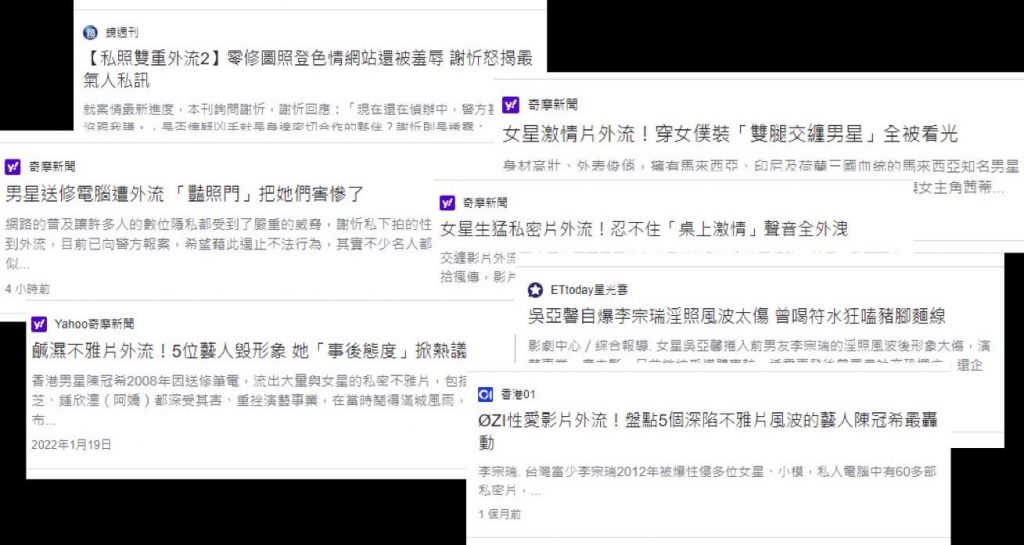 鏡週刊
【私照雙重外流2】零修圖照登色情網站還被羞辱 謝忻怒揭最
氣人私訊
就案情最新進度，本刊詢問謝忻，謝忻回應：「現在還在偵辦中，警方
奇摩新聞
女星激情片外流！穿女僕裝「雙腿交纏男星」全被看光
身材高壯、外表俊俏，擁有馬來西亞、印尼及荷蘭三國血統的馬來西亞知名男星
女主角茜蒂...
奇摩新聞
男星送修電腦遭外流 「豔照門」把她們害慘了
網路的普及讓許多人的數位隱私都受到了嚴重的威脅，謝忻私下拍的性
到外流，目前已向警方報案，希望藉此遏止不法行為，其實不少名人都
似...
4 小時前
奇摩新聞
女星生猛私密片外流！忍不住「桌上激情」聲音全外洩
交纏影片外流
拾瘋傳，影片
ETtoday星光雲
吳亞馨自爆李宗瑞淫照風波太傷 曾喝符水狂嗑豬腳麵線
影劇中心／綜合報導. 女星吳亞馨捲入前男友李宗瑞的淫照風波後形象大傷，演
還企
Yahoo奇摩新聞
鹹濕不雅片外流！5位藝人毀形象 她「事後態度」掀熱議
香港男星陳冠希2008年因送修筆電，流出大量與女星的私密不雅片，包括
芝、鍾欣潼（阿嬌）都深受其害、重挫演藝事業，在當時鬧得滿城風雨，
布...
2022年1月19日
香港01
ØZI性愛影片外流！盤點5個深陷不雅片風波的藝人陳冠希最轟
動
李宗瑞. 台灣富少李宗瑞2012年被爆性侵多位女星、小模，私人電腦中有60多部
私密片，...
1 個月前